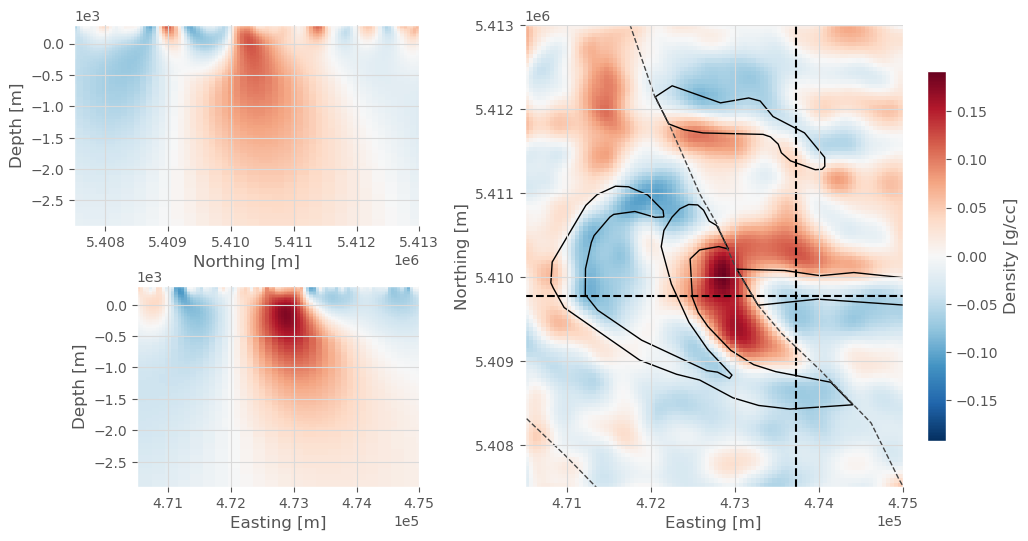 1e3
0.0
−0.5
−1.0
−1.5
−2.0
−2.5
Depth [m]
5.408 5.409 5.410 5.411 5.412 5.413
Northing [m]
1e6
1e3
0.0
−0.5
−1.0
−1.5
−2.0
−2.5
Depth [m]
4.71 4.72 4.73 4.74 4.75
Easting [m]
1e5
1e6
5.413
5.412
5.411
5.410
5.409
5.408
Northing [m]
4.71 4.72 4.73 4.74 4.75
Easting [m]
1e5
0.15
0.10
0.05
0.00
−0.05
−0.10
−0.15
Density [g/cc]